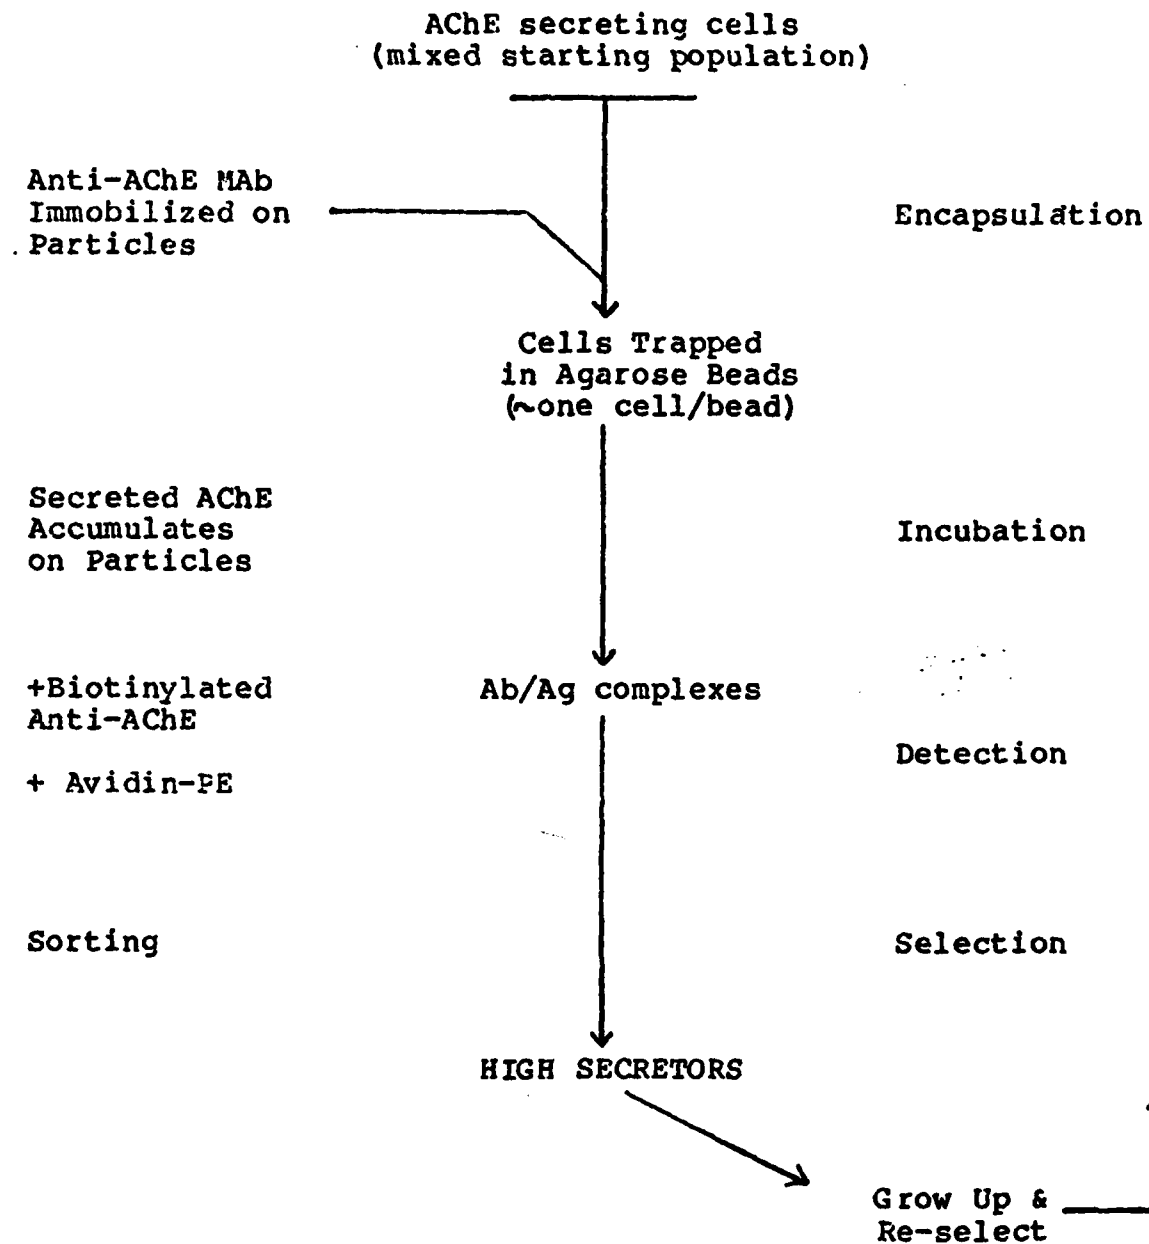 AChE secreting cells
(mixed starting population)
Anti-AChE MAb
Immobilized on
Particles
Encapsulation
Cells Trapped
in Agarose Beads
(~one cell/bead)
Secreted AChE
Accumulates
on Particles
Incubation
+Biotinylated
Anti-AChE
+ Avidin-PE
Ab/Ag complexes
Detection
Sorting
Selection
HIGH SECRETORS
Grow Up &
Re-select